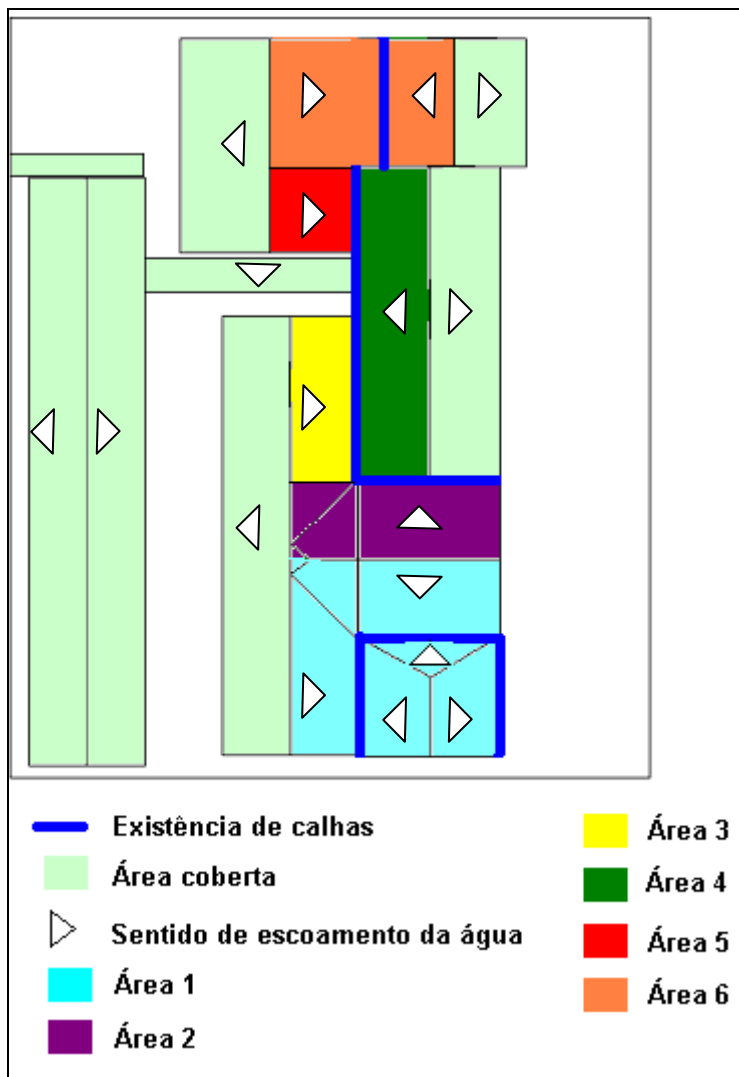 Existência de calhas
Área coberta
Sentido de escoamento da água
Área 1
Área 2
Área 3
Área 4
Área 5
Área 6